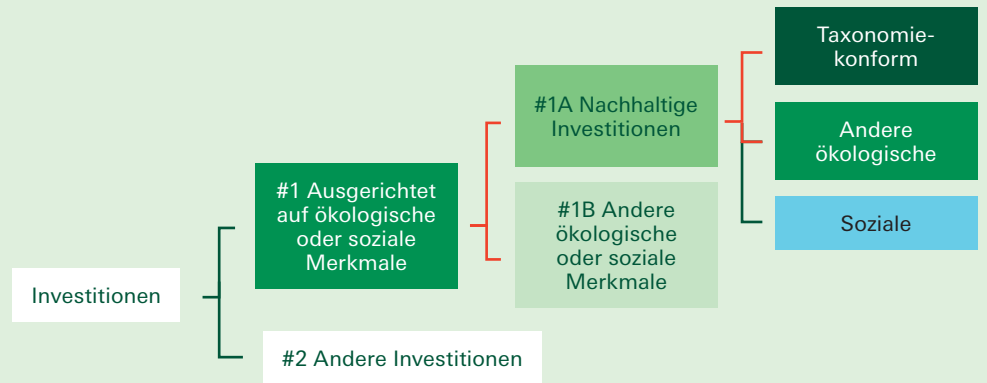 Taxonomie-
konform
#1A Nachhaltige
Investitionen
Andere
ökologische
#1 Ausgerichtet
auf ökologische
oder soziale
Merkmale
#1B Andere
ökologische
oder soziale
Merkmale
Soziale
Investitionen
#2 Andere Investitionen